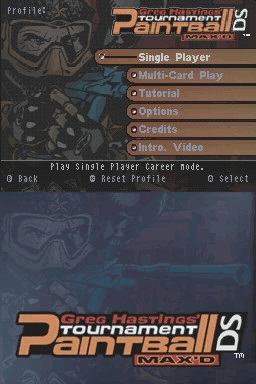 Profile:
Greg Hastings'
TOURNAMENT
PAINTBALL DS
MAX'D
TM
Single Player
Multi-Card Play
Tutorial
Options
Credits
Intro. Video
Play Single Player Career Mode.
Back
Reset Profile
Select
Greg Hastings'
TOURNAMENT
PAINTBALL DS
MAX'D
TM